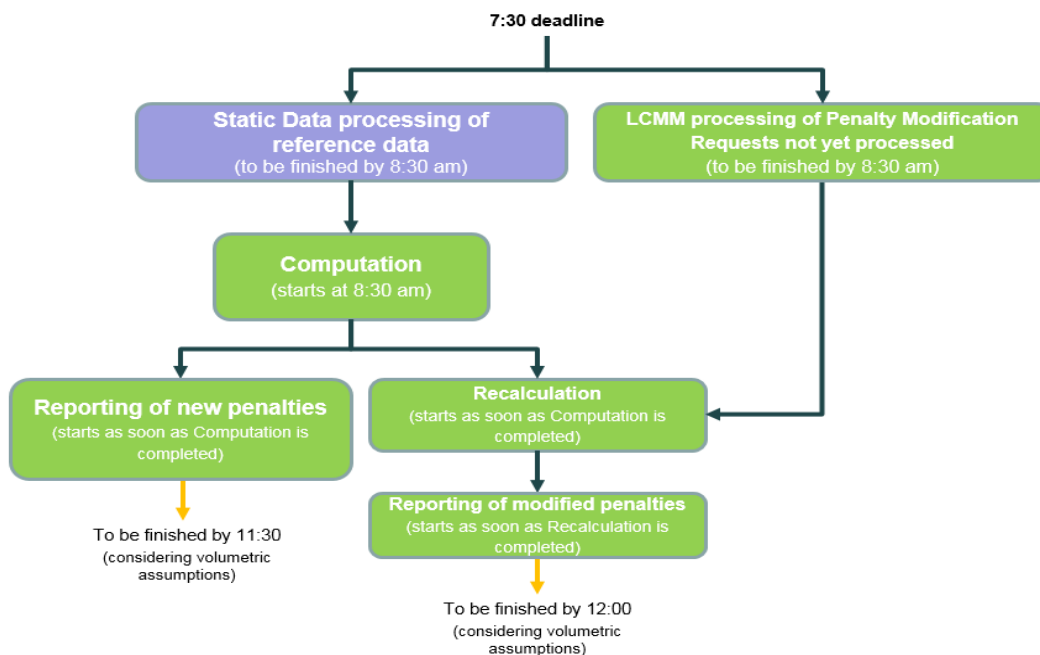 7:30 deadline
Static Data processing of
reference data
(to be finished by 8:30 am)
LCMM processing of Penalty Modification
Requests not yet processed
(to be finished by 8:30 am)
Computation
(starts at 8:30 am)
Reporting of new penalties
(starts as soon as Computation is
completed)
Recalculation
(starts as soon as Computation is
completed)
Reporting of modified penalties
(starts as soon as Recalculation is
completed)
To be finished by 11:30
(considering volumetric
assumptions)
To be finished by 12:00
(considering volumetric
assumptions)